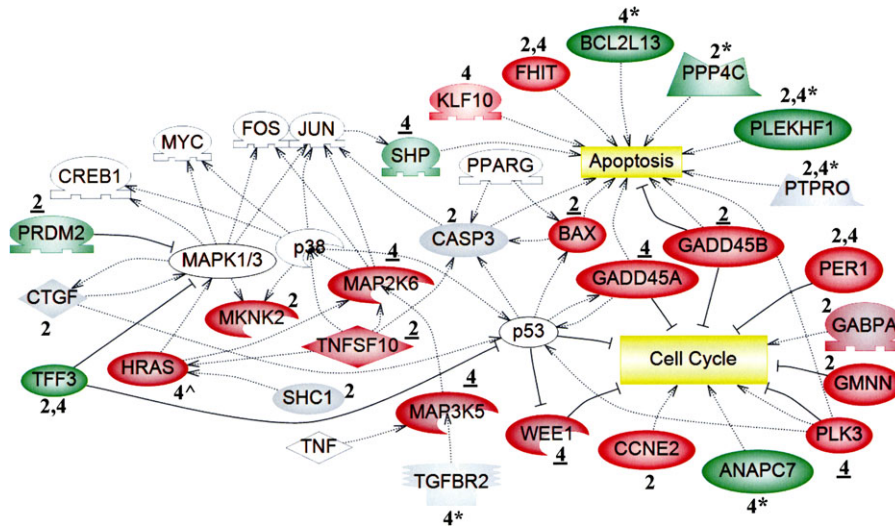 4*
BCL2L13
2,4
FHIT
2*
PPP4C
4
KLF10
2,4*
PLEKHF1
FOS
JUN
MYC
4
SHP
Apoptosis
PPARG
2,4*
PTPRO
CREB1
2
PRDM2
2
CASP3
2
BAX
2
GADD45B
p38
MAPK1/3
4
MAP2K6
4
GADD45A
2,4
PER1
CTGF
2
MKNK2
2
TNFSF10
2
p53
2
GABPA
Cell Cycle
HRAS
4^
TFF3
2,4
SHC1
2
2
GMNN
4
MAP3K5
TNF
WEE1
4
CCNE2
2
PLK3
4
TGFBR2
4*
ANAPC7
4*